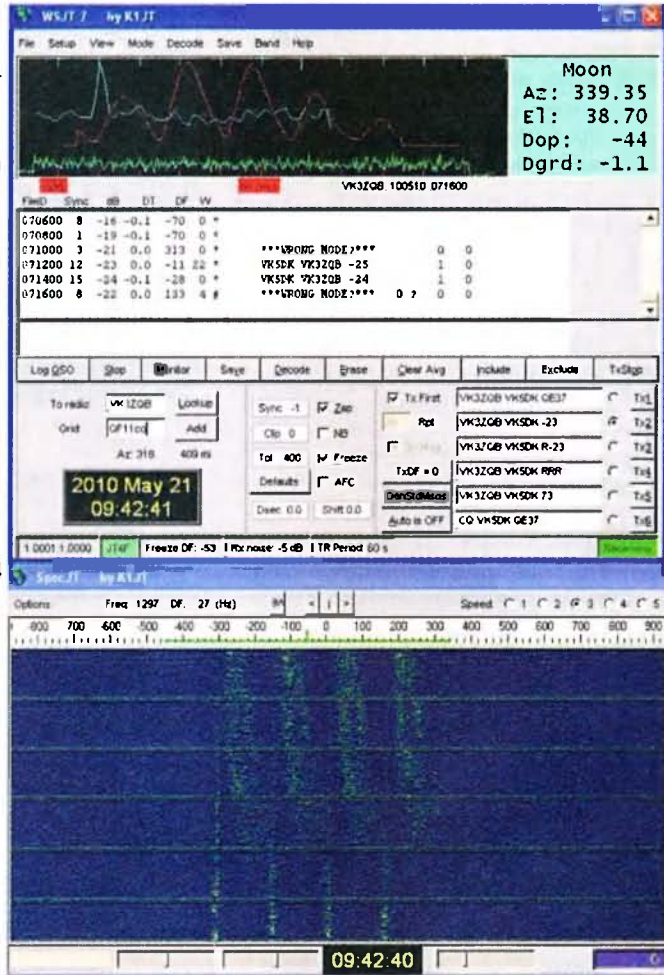 WSJT 7 by K1JT
File Setup View Mode Decode Save Band Help
Moon
Az: 339.35
El: 38.70
Dop: -44
Dgrd: -1.1
VK3ZQB 100510 071600
FileID Sync dB DT DF W
070600 8 -16 -0.1 -70 0 *
070800 1 -19 -0.1 -70 0 *
071000 3 -21 0.0 313 0 * ***WRONG MODE?*** 0 0
071200 12 -23 0.0 -11 22 * VK5DK VK3ZQB -25 1 0
071400 15 -24 -0.1 -28 0 * VK5DK VK3ZQB -24 1 0
071600 8 -22 0.0 133 4 # ***WRONG MODE?*** 0 ? 0 0
Log QSO Stop Monitor Save Decode Erase Clear Avg Include Exclude TxStop
To radio: Lookup
Grid: Add
Az: 318 409 mi
2010 May 21
09:42:41
Sync -1 Zap
Clip 0 NB
Tol 400 Freeze
Defaults AFC
Dsec 0.0 Shift 0.0
Tx First VK3ZQB VK5DK QE37 Tx1
Rpt VK3ZQB VK5DK -23 Tx2
VK3ZQB VK5DK R-23
TxDF = 0 VK3ZQB VK5DK RRR Tx4
GenStdMsgs VK3ZQB VK5DK 73 Tx5
Auto is OFF CQ VK5DK QE37 Tx6
1.0001 1.0000 JT4F Freeze DF: -53 Rx noise: -5 dB TR Period: 60 s Receiving
SpecJT by K1JT
Options Freq: 1297 DF: 27 (Hz) < | > Speed: 1 2 3 4 5
-800 700 -600 -500 -400 -300 -200 -100 0 100 200 300 400 500 600 700 800 900
09:42:40
0